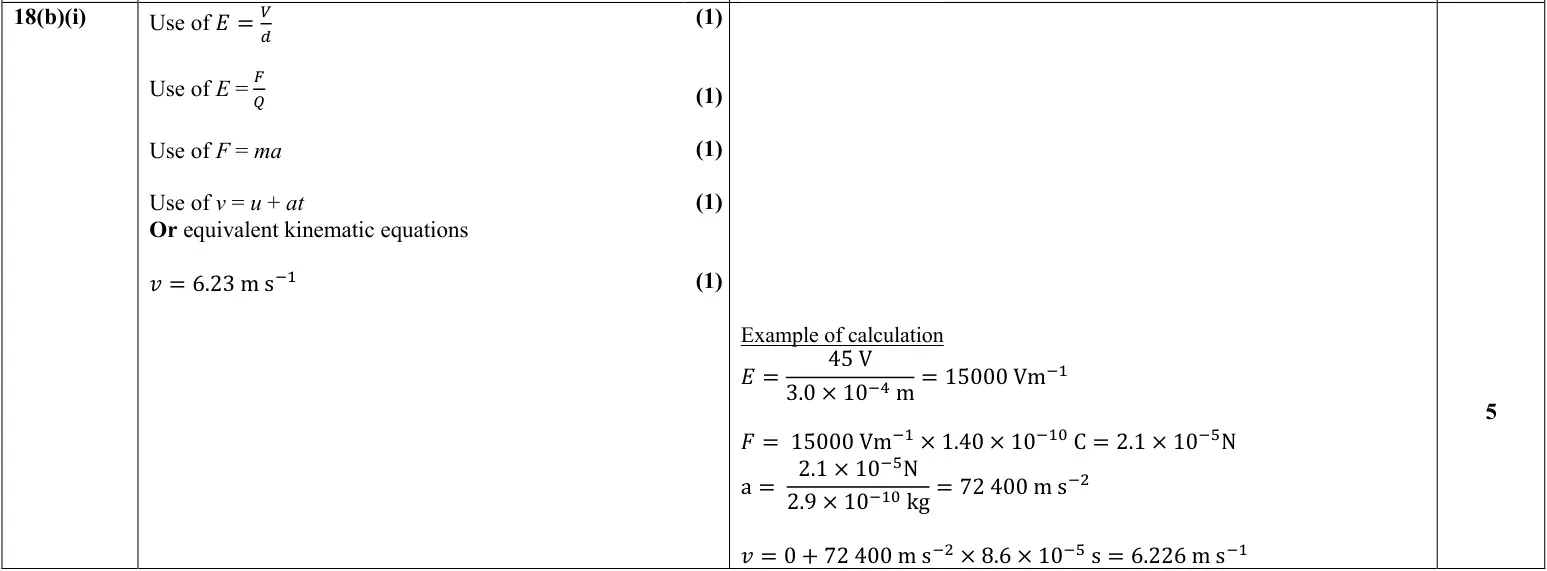 18(b)(i)
Use of E = V/d (1)
Use of E = F/Q (1)
Use of F = ma (1)
Use of v = u + at (1)
Or equivalent kinematic equations
v = 6.23 m s⁻¹ (1)
Example of calculation
E = 45 V / 3.0 × 10⁻⁴ m = 15000 Vm⁻¹
5
F = 15000 Vm⁻¹ × 1.40 × 10⁻¹⁰ C = 2.1 × 10⁻⁵N
a = 2.1 × 10⁻⁵N / 2.9 × 10⁻¹⁰ kg = 72 400 m s⁻²
v = 0 + 72 400 m s⁻² × 8.6 × 10⁻⁵ s = 6.226 m s⁻¹